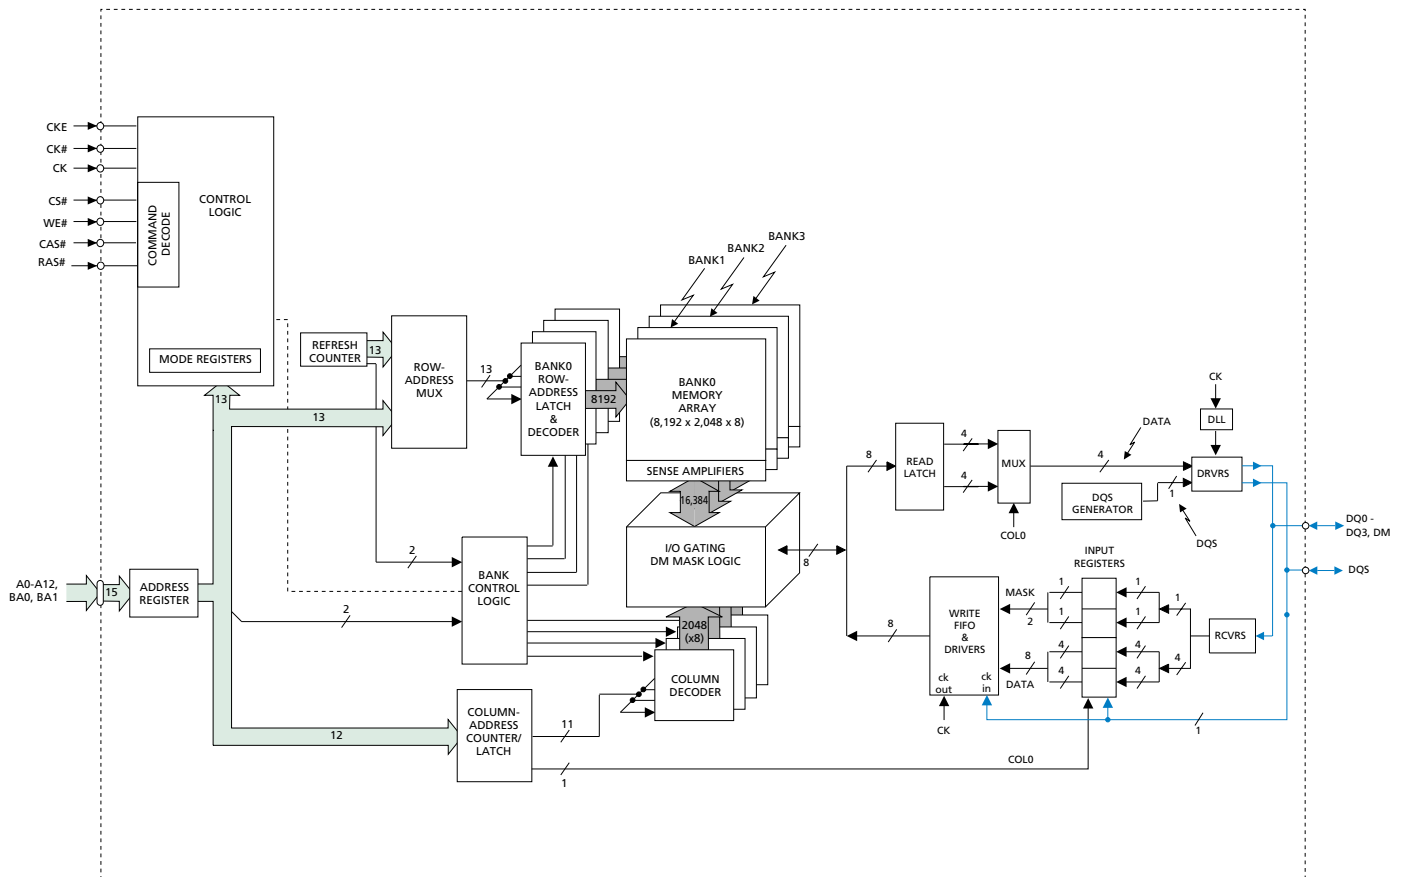 CKE
CK#
CK
CS#
WE#
CAS#
RAS#
COMMAND
DECODE
CONTROL
LOGIC
MODE REGISTERS
REFRESH
COUNTER
13
13
13
ROW-
ADDRESS
MUX
13
BANK0
ROW-
ADDRESS
LATCH
&
DECODER
8192
BANK1
BANK2
BANK3
BANK0
MEMORY
ARRAY
(8,192 x 2,048 x 8)
SENSE AMPLIFIERS
16,384
I/O GATING
DM MASK LOGIC
8
2048
(x8)
COLUMN
DECODER
2
2
BANK
CONTROL
LOGIC
A0-A12,
BA0, BA1
15
ADDRESS
REGISTER
12
COLUMN-
ADDRESS
COUNTER/
LATCH
11
1
COL0
8
READ
LATCH
4
4
MUX
COL0
4
DATA
DQS
GENERATOR
1
DQS
CK
DLL
DRVRS
DQ0 -
DQ3, DM
DQS
INPUT
REGISTERS
8
WRITE
FIFO
&
DRIVERS
ck
out
ck
in
CK
MASK
2
8
DATA
1
1
4
4
1
1
4
4
1
4
RCVRS
1